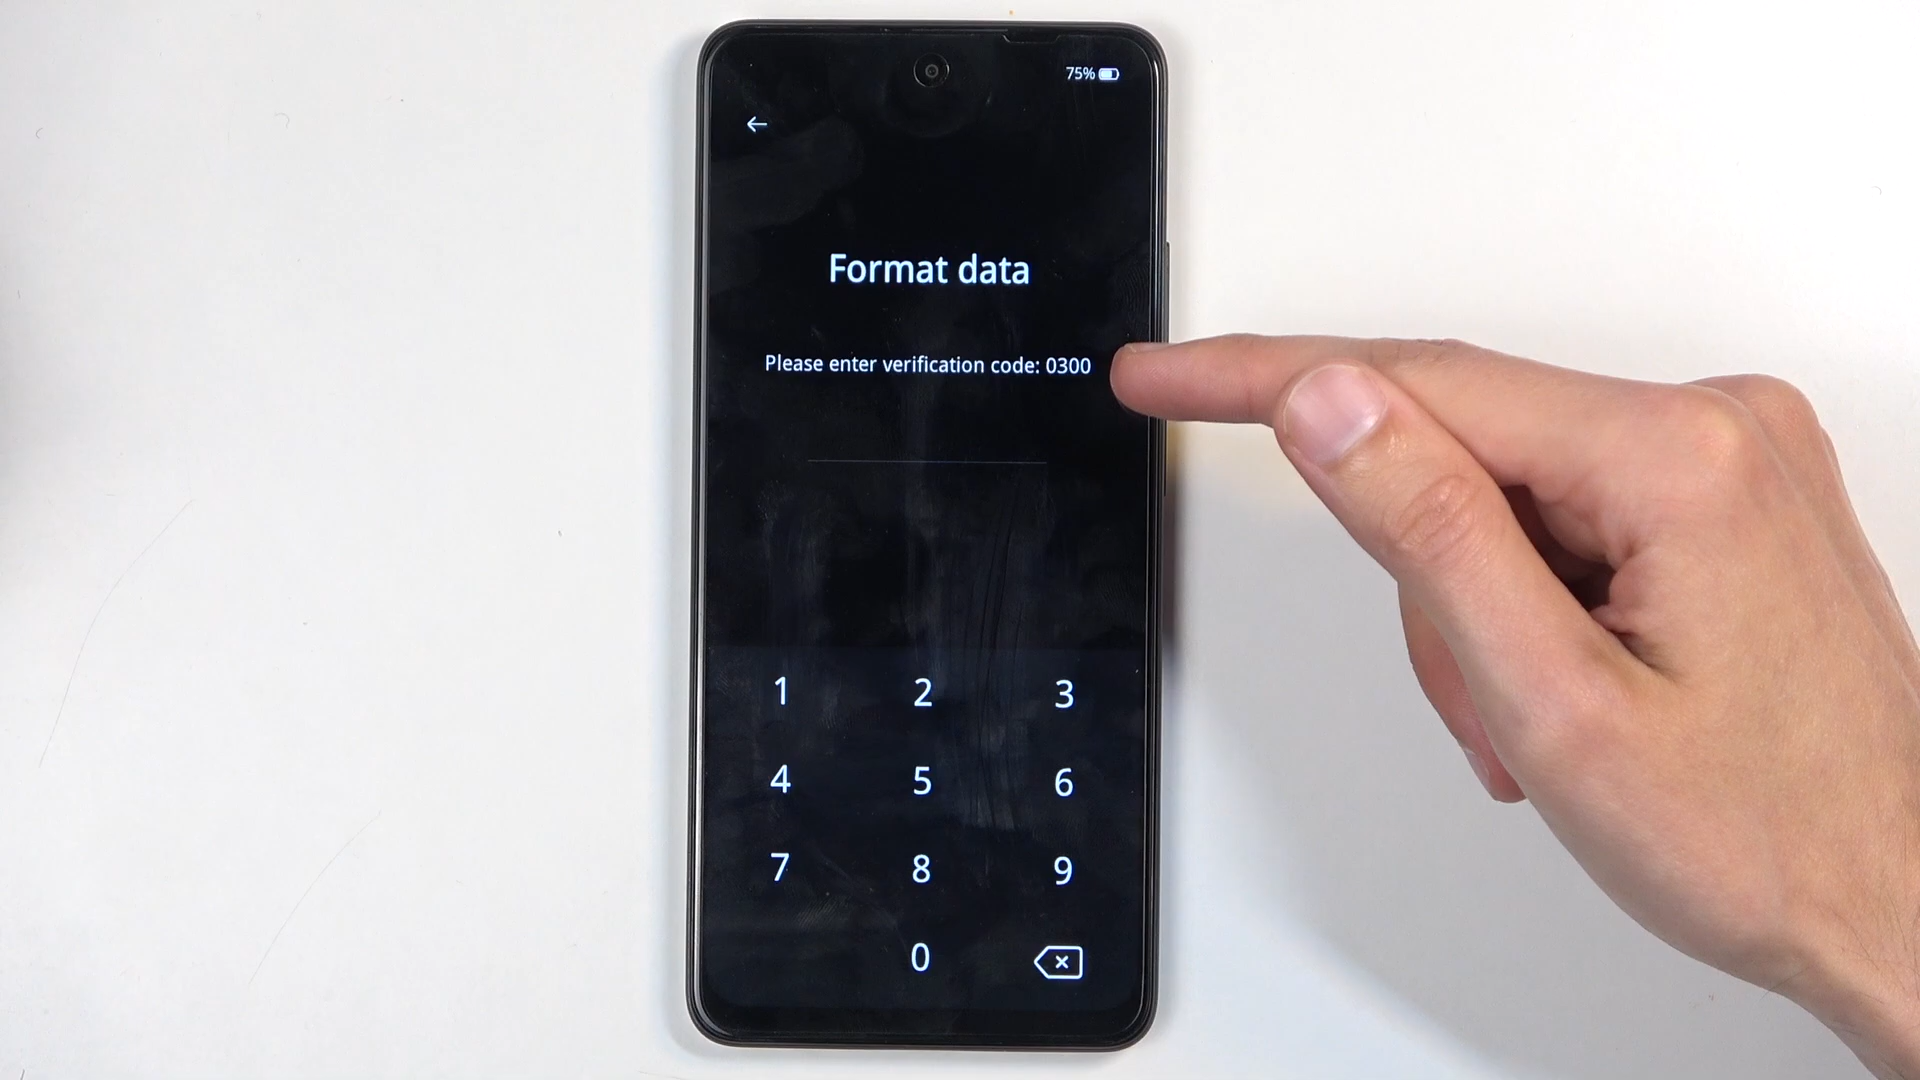 75%
Format data
Please enter verification code: 0300
1 2 3
4 5 6
7 8 9
0